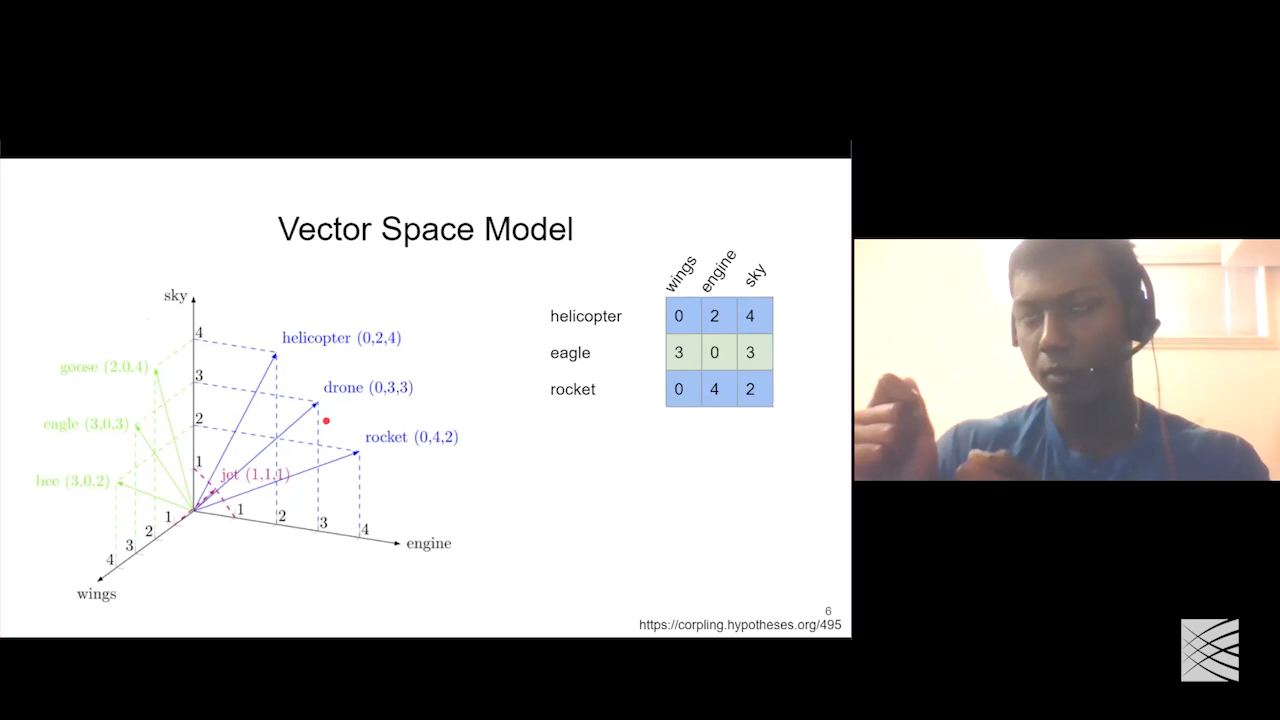 Vector Space Model
sky
4
3
2
1
helicopter (0,2,4)
drone (0,3,3)
rocket (0,4,2)
jet (1,1,1)
goose (2,0,4)
eagle (3,0,3)
bee (3,0,2)
1
2
3
4
wings
1
2
3
4
engine
wings engine sky
helicopter 0 2 4
eagle 3 0 3
rocket 0 4 2
6
https://corpling.hypotheses.org/495